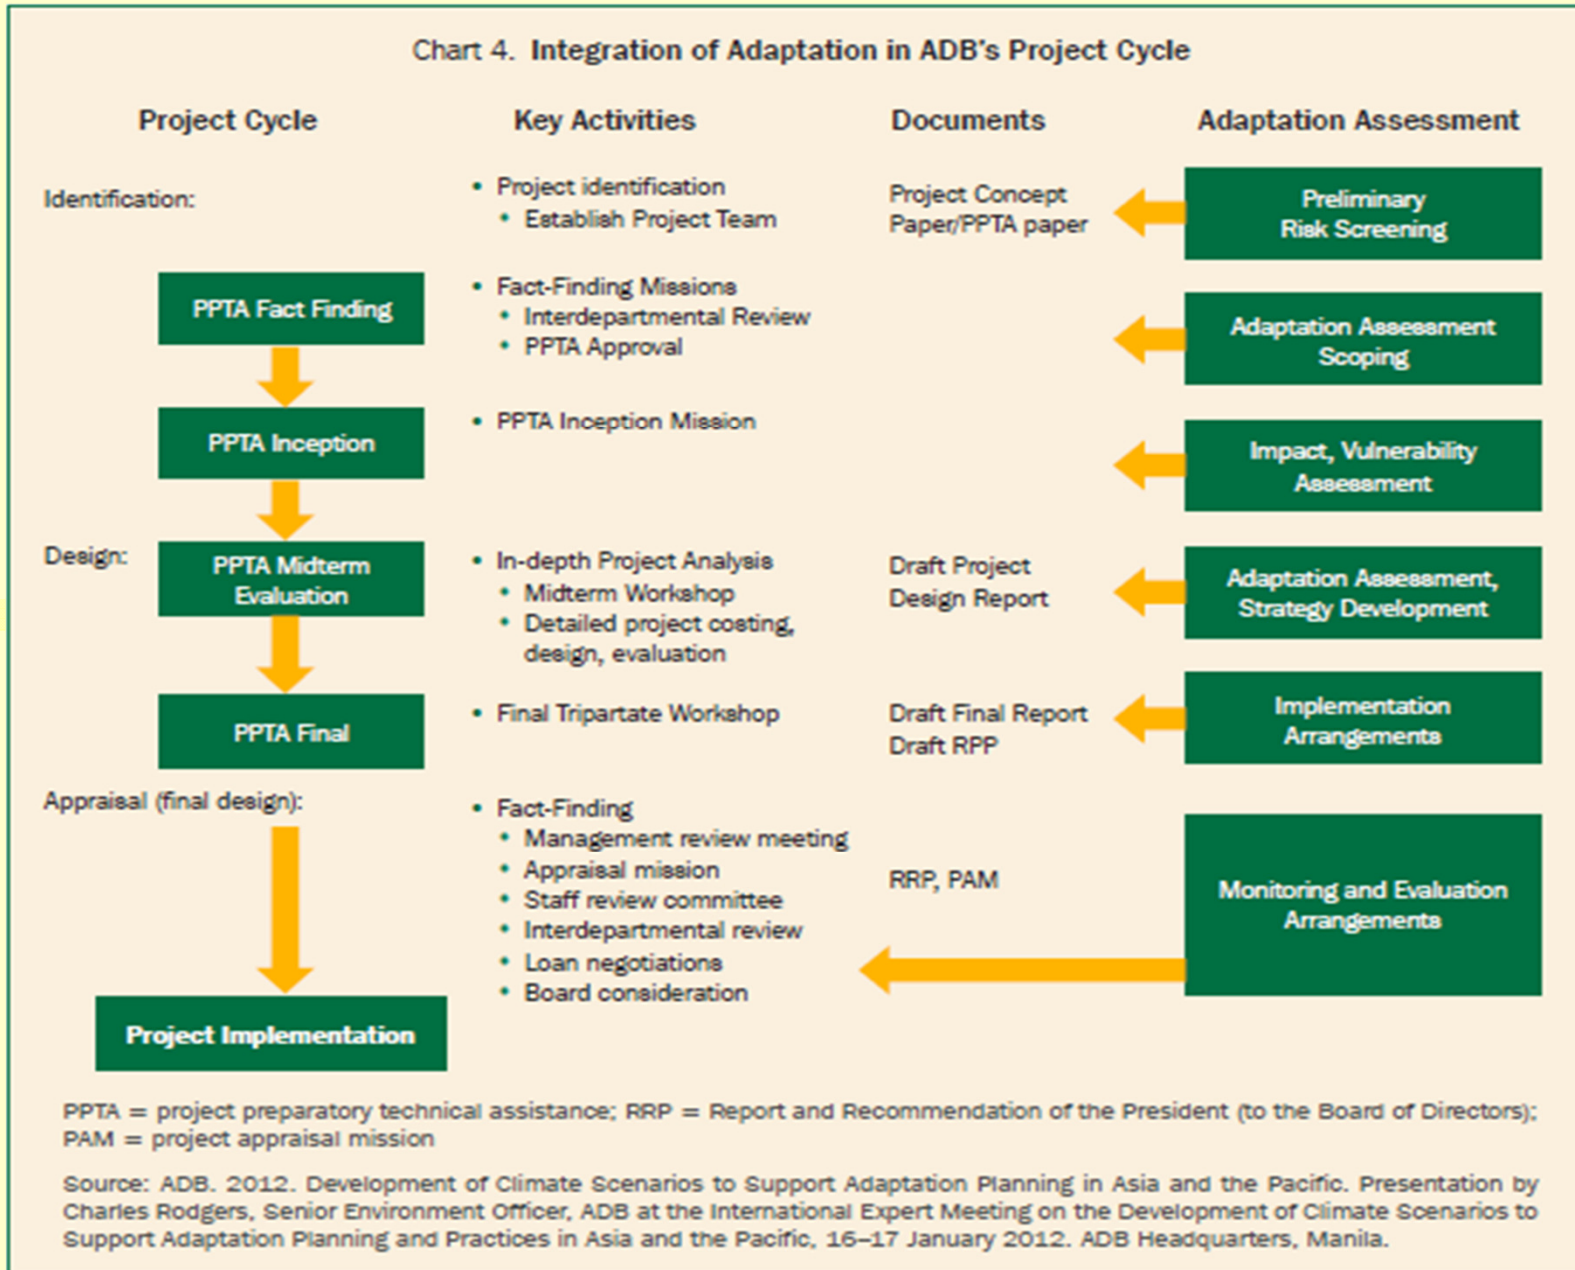 Chart 4. Integration of Adaptation in ADB's Project Cycle
Project Cycle
Key Activities
Documents
Adaptation Assessment
Identification:
• Project identification
• Establish Project Team
Project Concept
Paper/PPTA paper
Preliminary
Risk Screening
PPTA Fact Finding
• Fact-Finding Missions
• Interdepartmental Review
• PPTA Approval
Adaptation Assessment
Scoping
PPTA Inception
• PPTA Inception Mission
Impact, Vulnerability
Assessment
Design:
PPTA Midterm
Evaluation
• In-depth Project Analysis
• Midterm Workshop
• Detailed project costing,
design, evaluation
Draft Project
Design Report
Adaptation Assessment,
Strategy Development
PPTA Final
• Final Tripartate Workshop
Draft Final Report
Draft RPP
Implementation
Arrangements
Appraisal (final design):
• Fact-Finding
• Management review meeting
• Appraisal mission
• Staff review committee
• Interdepartmental review
• Loan negotiations
• Board consideration
RRP, PAM
Monitoring and Evaluation
Arrangements
Project Implementation
PPTA = project preparatory technical assistance; RRP = Report and Recommendation of the President (to the Board of Directors);
PAM = project appraisal mission
Source: ADB. 2012. Development of Climate Scenarios to Support Adaptation Planning in Asia and the Pacific. Presentation by
Charles Rodgers, Senior Environment Officer, ADB at the International Expert Meeting on the Development of Climate Scenarios to
Support Adaptation Planning and Practices in Asia and the Pacific, 16–17 January 2012. ADB Headquarters, Manila.